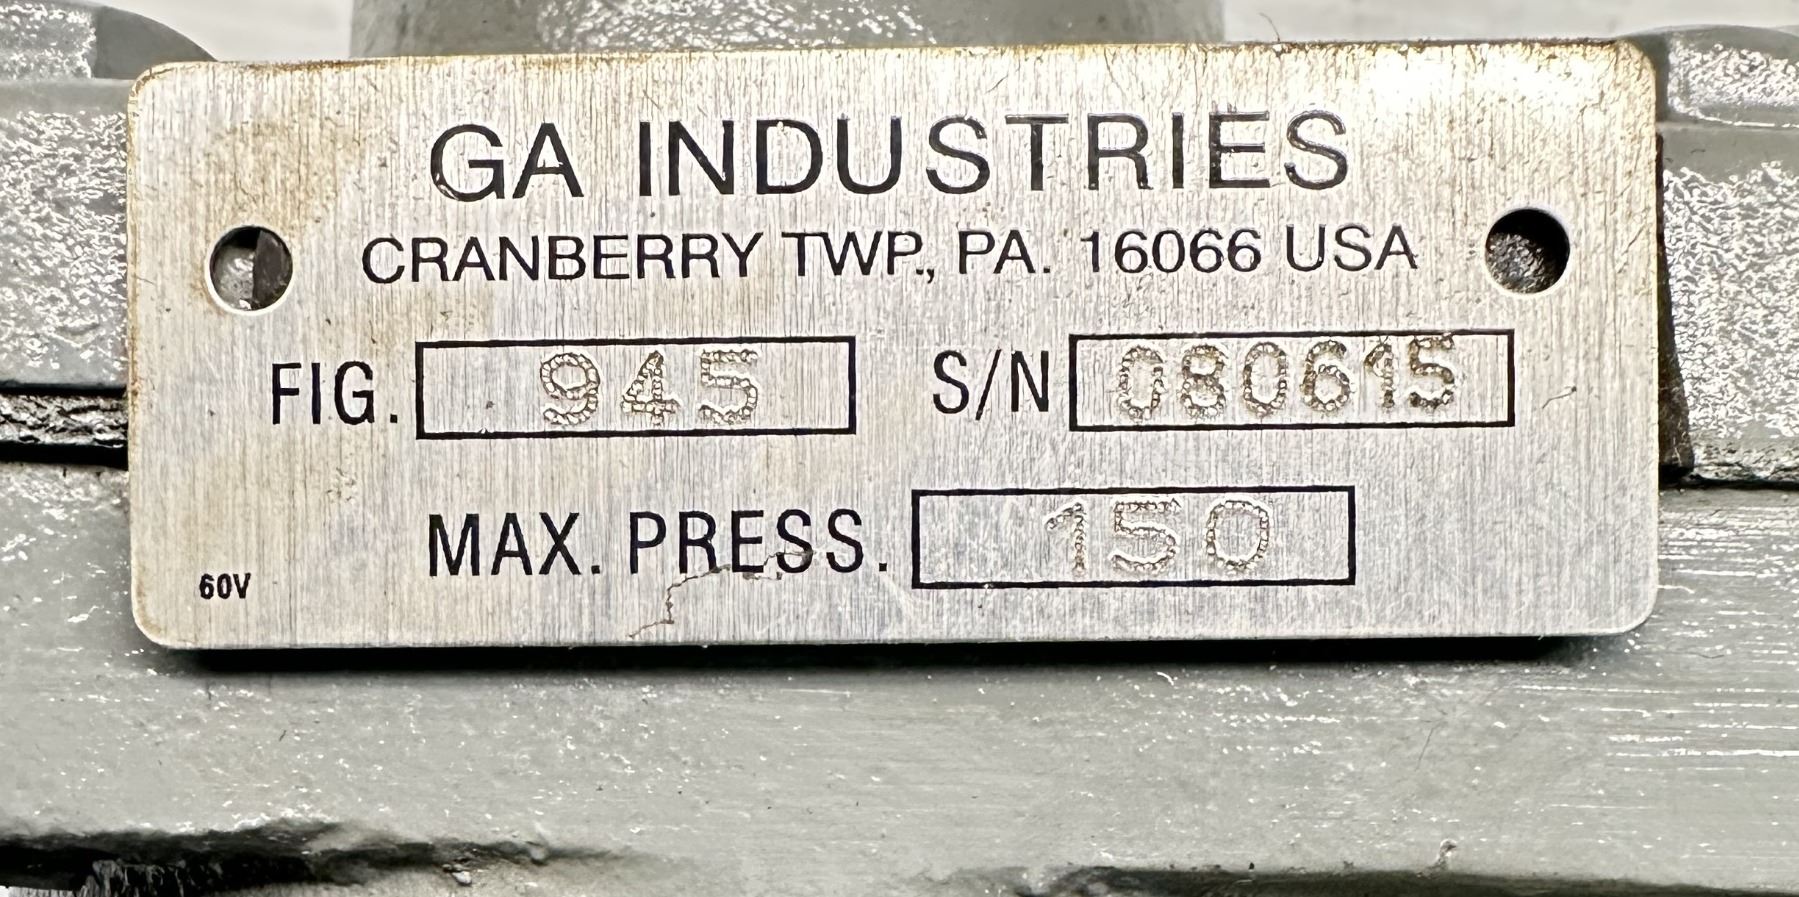 GA INDUSTRIES
CRANBERRY TWP., PA. 16066 USA
FIG. 945 S/N 080615
MAX. PRESS. 150
60V